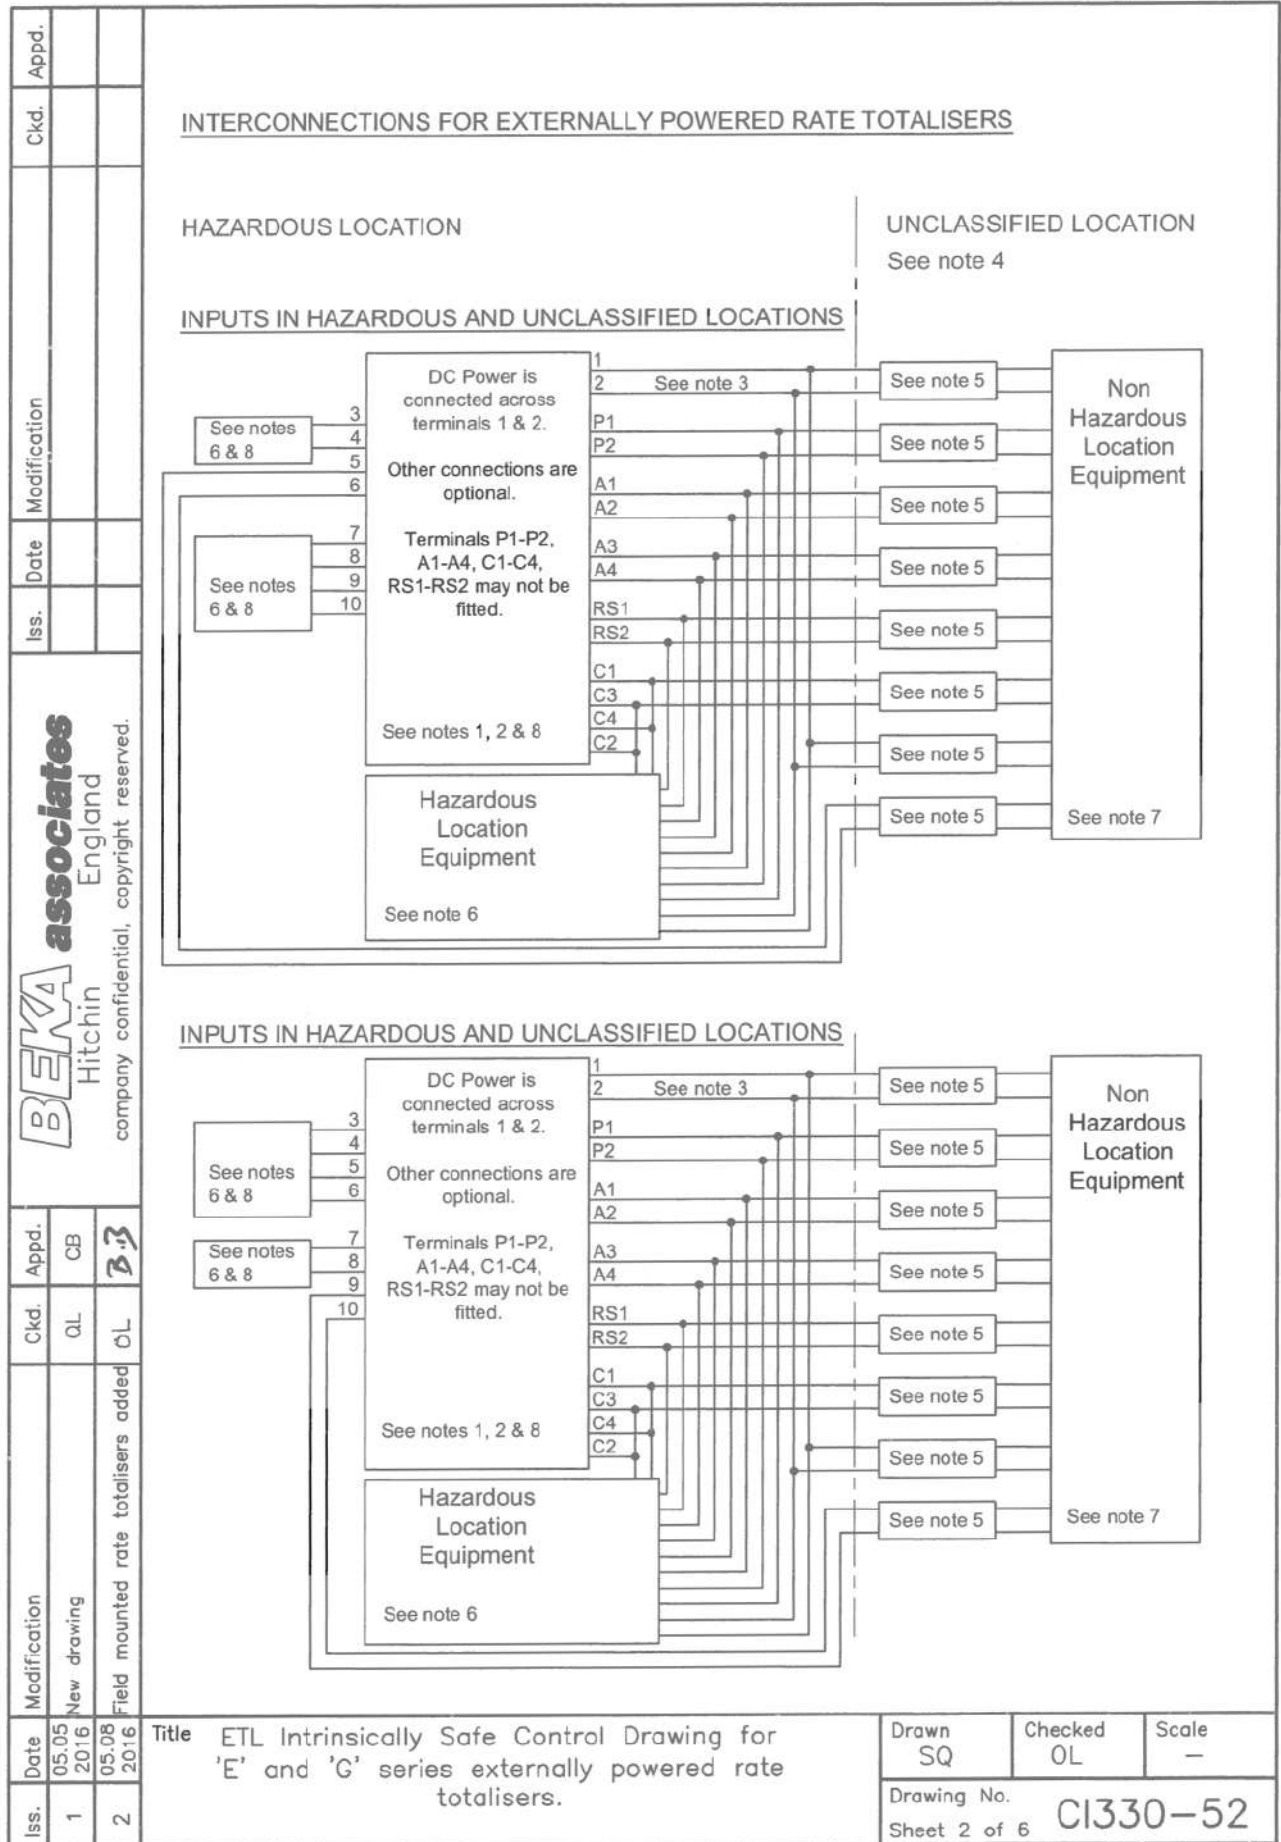 INTERCONNECTIONS FOR EXTERNALLY POWERED RATE TOTALISERS
HAZARDOUS LOCATION
UNCLASSIFIED LOCATION
See note 4
INPUTS IN HAZARDOUS AND UNCLASSIFIED LOCATIONS
DC Power is
connected across
terminals 1 & 2.
Other connections are
optional.
Terminals P1-P2,
A1-A4, C1-C4,
RS1-RS2 may not be
fitted.
See notes 1, 2 & 8
3
4
5
6
7
8
9
10
See notes
6 & 8
See notes
6 & 8
1
2
See note 3
P1
P2
A1
A2
A3
A4
RS1
RS2
C1
C3
C4
C2
See note 5
See note 5
See note 5
See note 5
See note 5
See note 5
See note 5
See note 5
Non
Hazardous
Location
Equipment
See note 7
Hazardous
Location
Equipment
See note 6
INPUTS IN HAZARDOUS AND UNCLASSIFIED LOCATIONS
DC Power is
connected across
terminals 1 & 2.
Other connections are
optional.
Terminals P1-P2,
A1-A4, C1-C4,
RS1-RS2 may not be
fitted.
See notes 1, 2 & 8
3
4
5
6
7
8
9
10
See notes
6 & 8
See notes
6 & 8
1
2
See note 3
P1
P2
A1
A2
A3
A4
RS1
RS2
C1
C3
C4
C2
See note 5
See note 5
See note 5
See note 5
See note 5
See note 5
See note 5
See note 5
Non
Hazardous
Location
Equipment
See note 7
Hazardous
Location
Equipment
See note 6
Iss. Date Modification Ckd. Appd.
BEKA associates
Hitchin England
company confidential, copyright reserved.
Iss. Date Modification Ckd. Appd.
1 05.05 2016 New drawing OL CB
2 05.08 2016 Field mounted rate totalisers added OL B.B
Title ETL Intrinsically Safe Control Drawing for
'E' and 'G' series externally powered rate
totalisers.
Drawn
SQ
Checked
OL
Scale
–
Drawing No.
Sheet 2 of 6
CI330-52